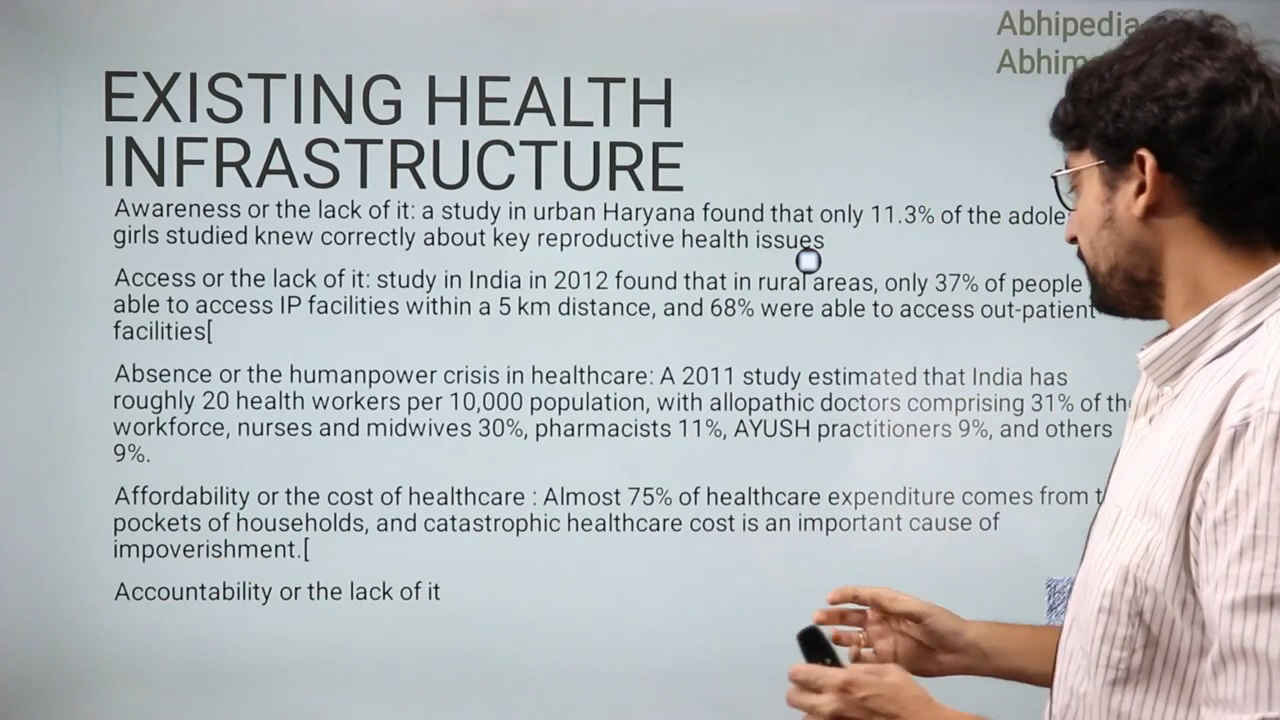 Abhipedia
EXISTING HEALTH
INFRASTRUCTURE
Awareness or the lack of it: a study in urban Haryana found that only 11.3% of the
girls studied knew correctly about key reproductive health issues
Access or the lack of it: study in India in 2012 found that in rural areas, only 37% of people
able to access IP facilities within a 5 km distance, and 68% were able to access out-patient
facilities[
Absence or the humanpower crisis in healthcare: A 2011 study estimated that India has
roughly 20 health workers per 10,000 population, with allopathic doctors comprising 31% of
workforce, nurses and midwives 30%, pharmacists 11%, AYUSH practitioners 9%, and others
9%.
Affordability or the cost of healthcare : Almost 75% of healthcare expenditure comes from
pockets of households, and catastrophic healthcare cost is an important cause of
impoverishment.[
Accountability or the lack of it